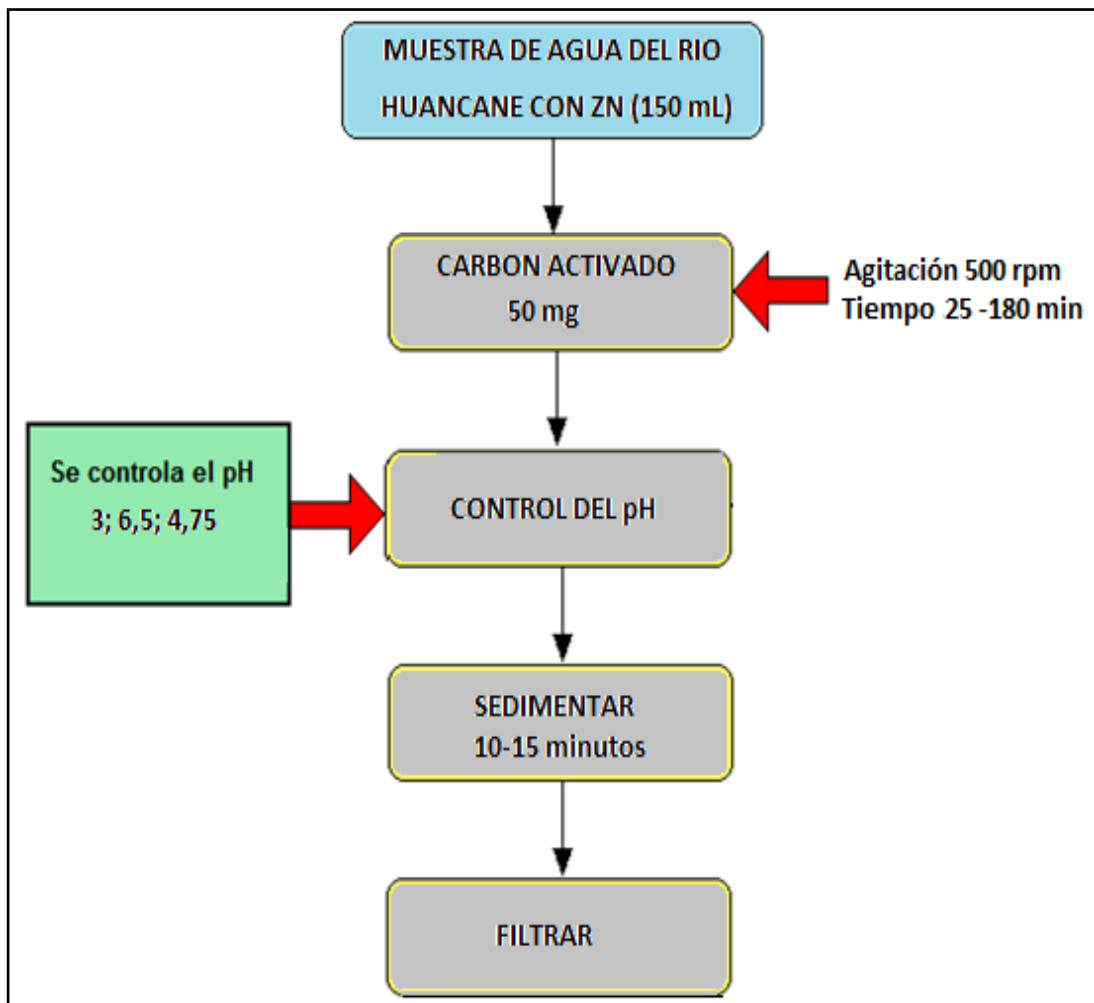 MUESTRA DE AGUA DEL RIO
HUANCANE CON ZN (150 mL)
CARBON ACTIVADO
50 mg
Agitación 500 rpm
Tiempo 25 -180 min
Se controla el pH
3; 6,5; 4,75
CONTROL DEL pH
SEDIMENTAR
10-15 minutos
FILTRAR